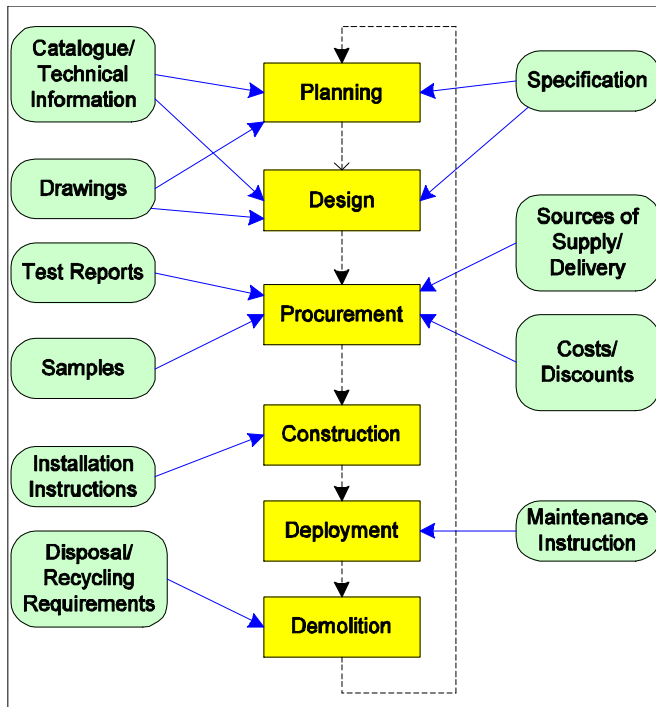 Catalogue/
Technical
Information
Planning
Specification
Drawings
Design
Sources of
Supply/
Delivery
Test Reports
Procurement
Samples
Costs/
Discounts
Construction
Installation
Instructions
Deployment
Maintenance
Instruction
Disposal/
Recycling
Requirements
Demolition